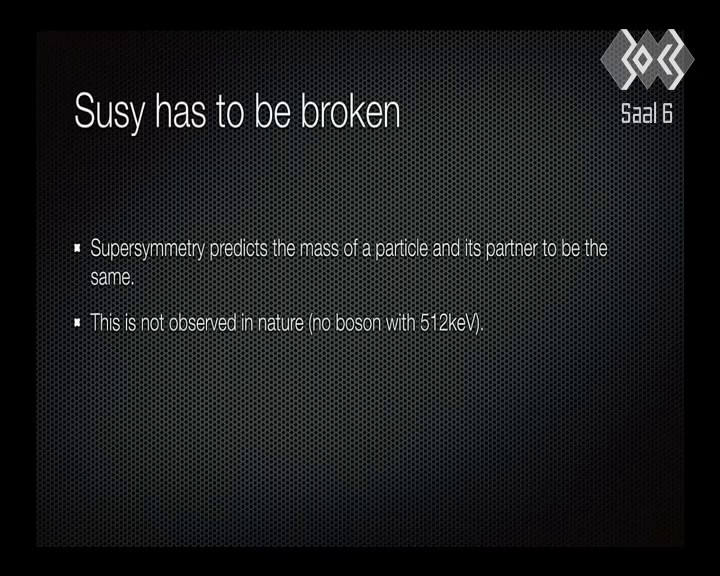 Saal 6
Susy has to be broken
Supersymmetry predicts the mass of a particle and its partner to be the
same.
This is not observed in nature (no boson with 512keV).